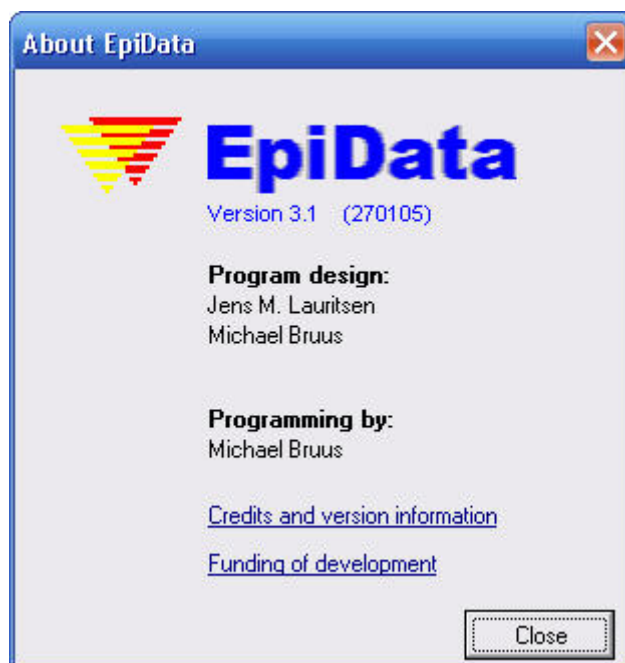 About EpiData
EpiData
Version 3.1 (270105)
Program design:
Jens M. Lauritsen
Michael Bruus
Programming by:
Michael Bruus
Credits and version information
Funding of development
Close